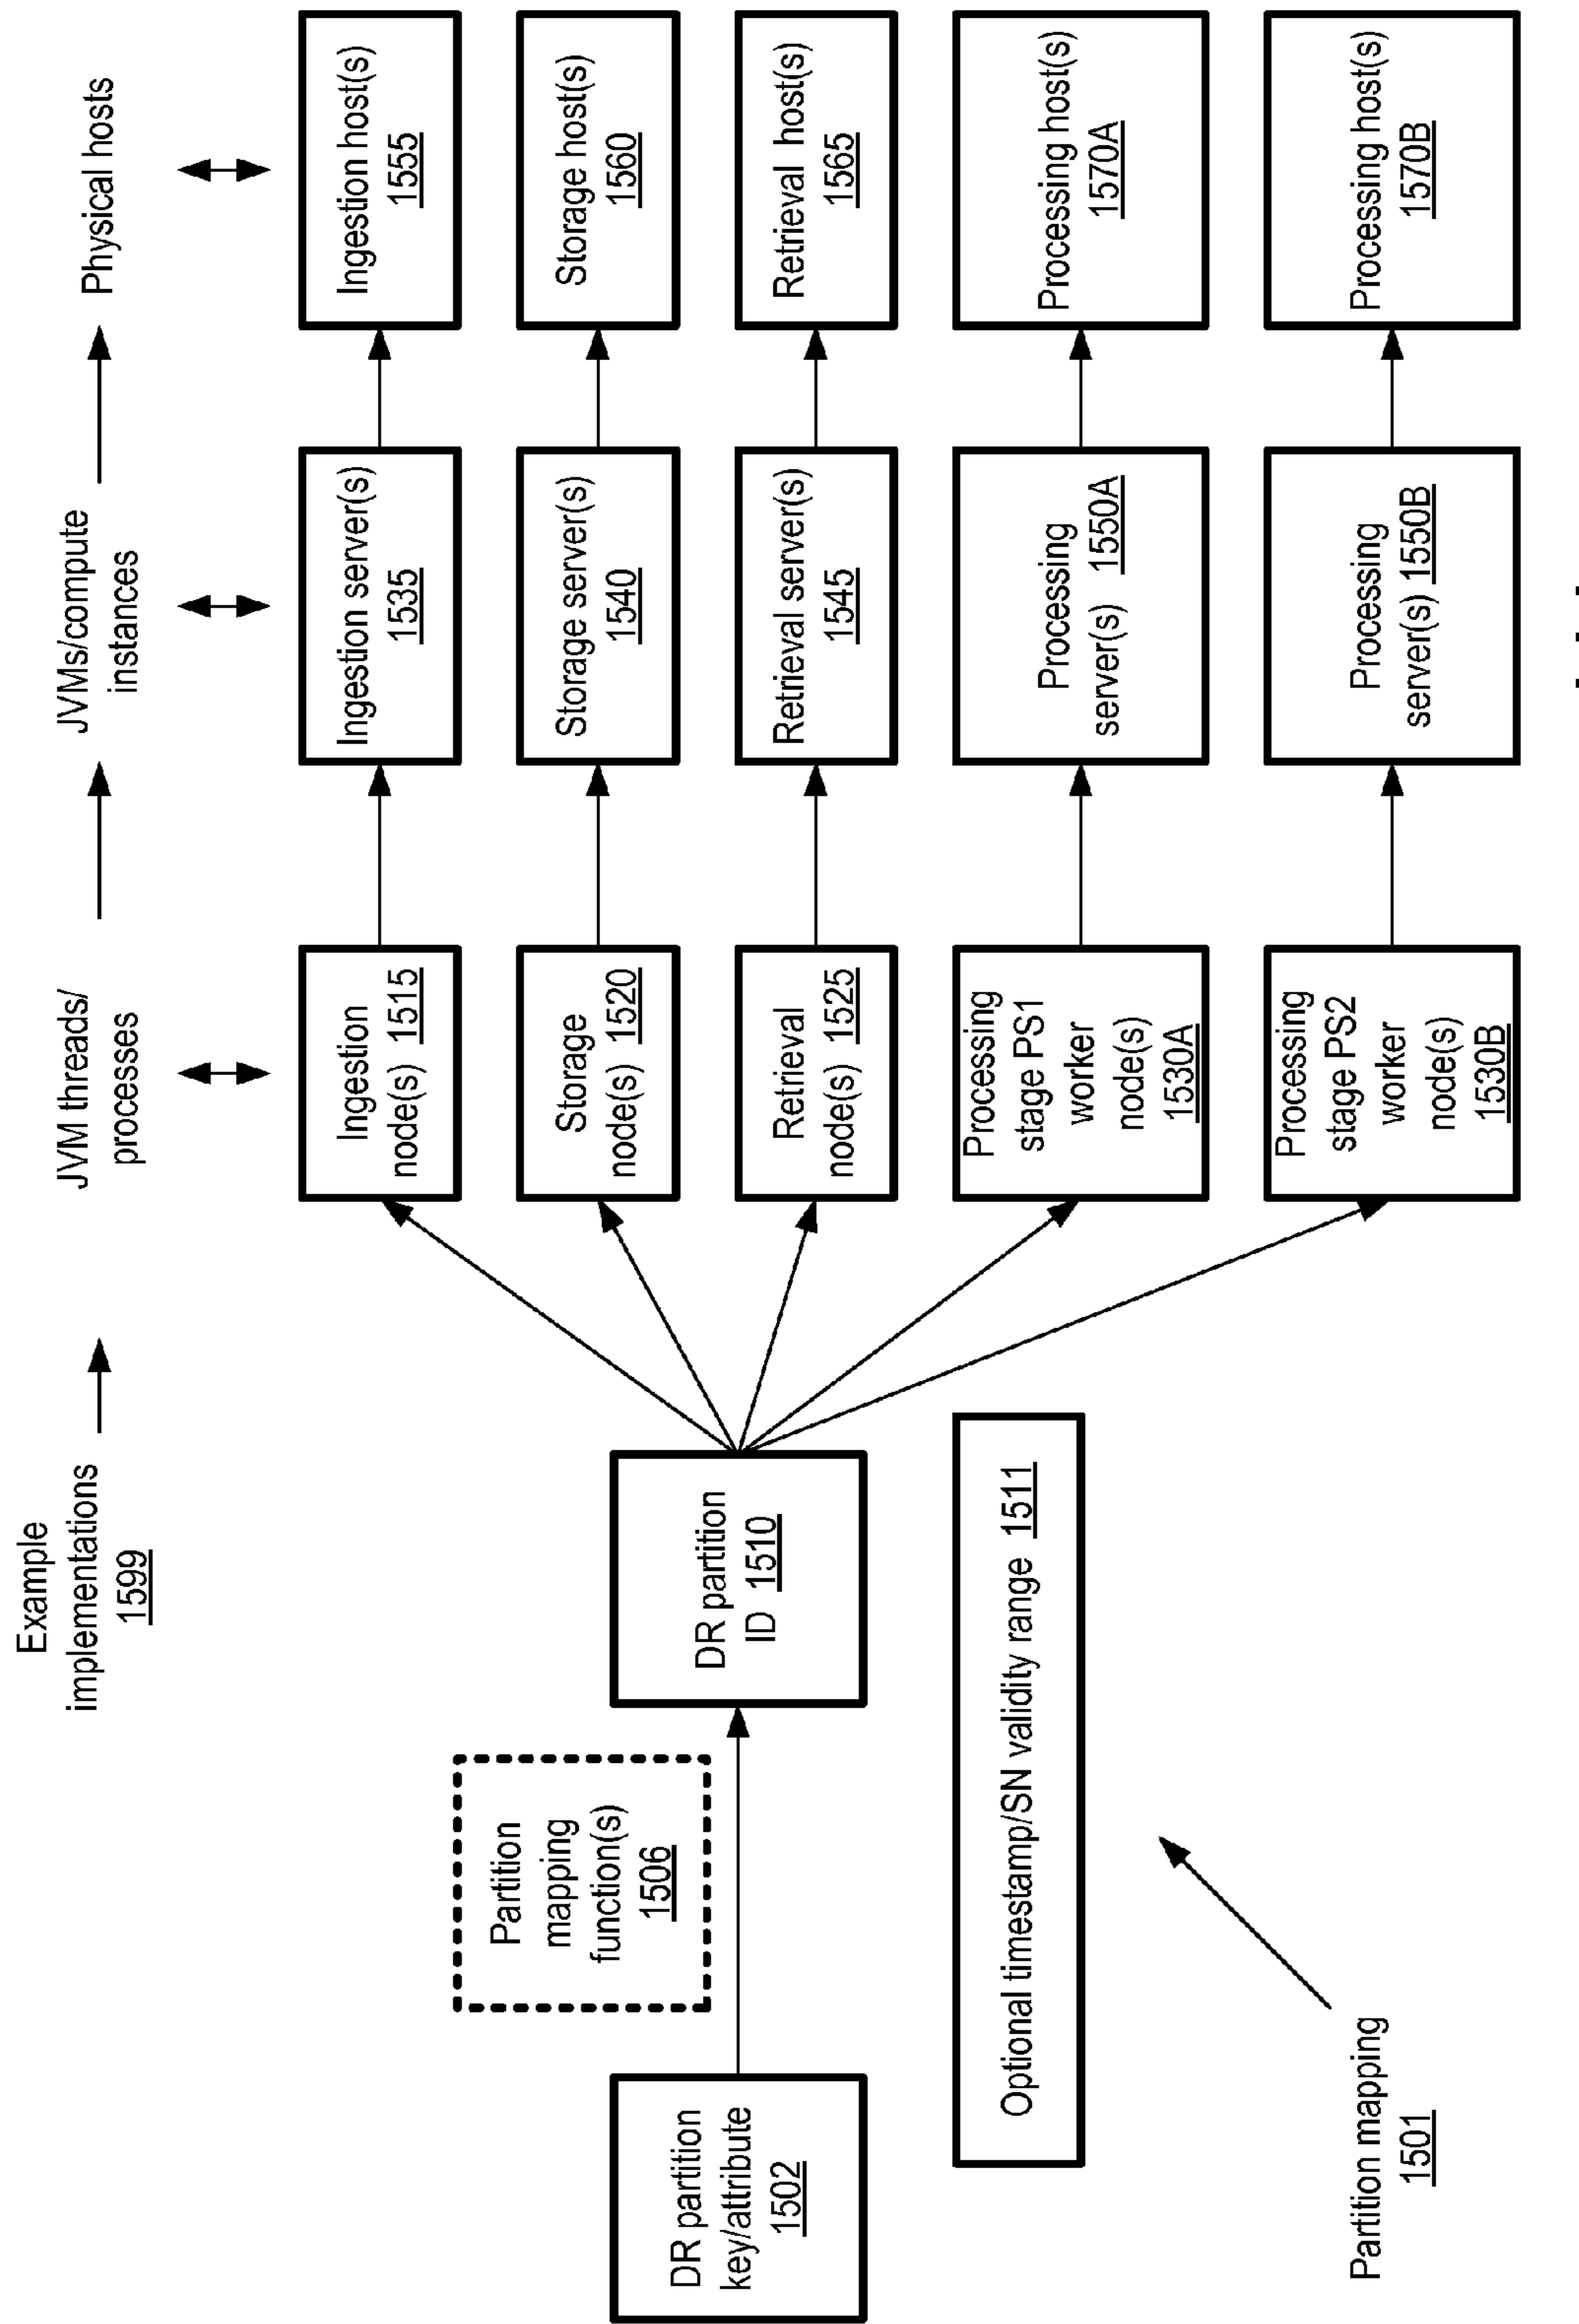 Example
implementations
1599
JVM threads/
processes
JVMs/compute
instances
Physical hosts
Partition
mapping
function(s)
1506
DR partition
key/attribute
1502
DR partition
ID 1510
Optional timestamp/SN validity range 1511
Partition mapping
1501
Ingestion
node(s) 1515
Ingestion server(s)
1535
Ingestion host(s)
1555
Storage
node(s) 1520
Storage server(s)
1540
Storage host(s)
1560
Retrieval
node(s) 1525
Retrieval server(s)
1545
Retrieval host(s)
1565
Processing
stage PS1
worker
node(s)
1530A
Processing
server(s) 1550A
Processing host(s)
1570A
Processing
stage PS2
worker
node(s)
1530B
Processing
server(s) 1550B
Processing host(s)
1570B